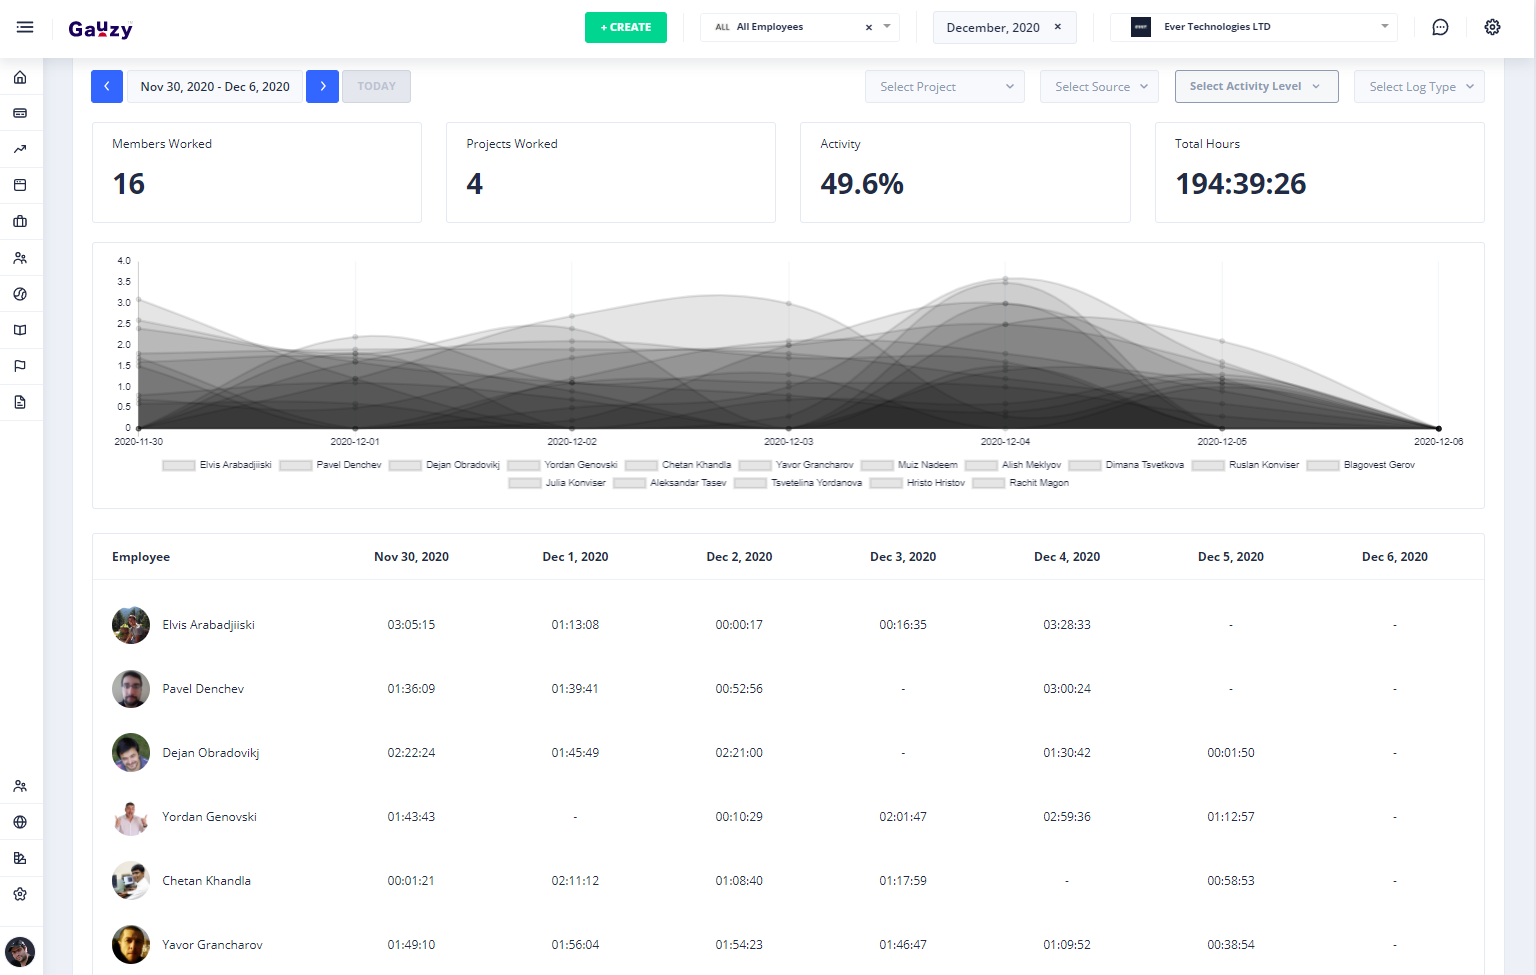 Gauzy
+ CREATE
ALL All Employees ×
December, 2020 ×
Ever Technologies LTD
Nov 30, 2020 - Dec 6, 2020
TODAY
Select Project
Select Source
Select Activity Level
Select Log Type
Members Worked
16
Projects Worked
4
Activity
49.6%
Total Hours
194:39:26
4.0
3.5
3.0
2.5
2.0
1.5
1.0
0.5
0
2020-11-30 2020-12-01 2020-12-02 2020-12-03 2020-12-04 2020-12-05 2020-12-06
Elvis Arabadjiiski Pavel Denchev Dejan Obradovikj Yordan Genovski Chetan Khandla Yavor Grancharov Muiz Nadeem Alish Meklyov Dimana Tsvetkova Ruslan Konviser Blagovest Gerov
Julia Konviser Aleksandar Tasev Tsvetelina Yordanova Hristo Hristov Rachit Magon
Employee Nov 30, 2020 Dec 1, 2020 Dec 2, 2020 Dec 3, 2020 Dec 4, 2020 Dec 5, 2020 Dec 6, 2020
Elvis Arabadjiiski 03:05:15 01:13:08 00:00:17 00:16:35 03:28:33 - -
Pavel Denchev 01:36:09 01:39:41 00:52:56 - 03:00:24 - -
Dejan Obradovikj 02:22:24 01:45:49 02:21:00 - 01:30:42 00:01:50 -
Yordan Genovski 01:43:43 - 00:10:29 02:01:47 02:59:36 01:12:57 -
Chetan Khandla 00:01:21 02:11:12 01:08:40 01:17:59 - 00:58:53 -
Yavor Grancharov 01:49:10 01:56:04 01:54:23 01:46:47 01:09:52 00:38:54 -